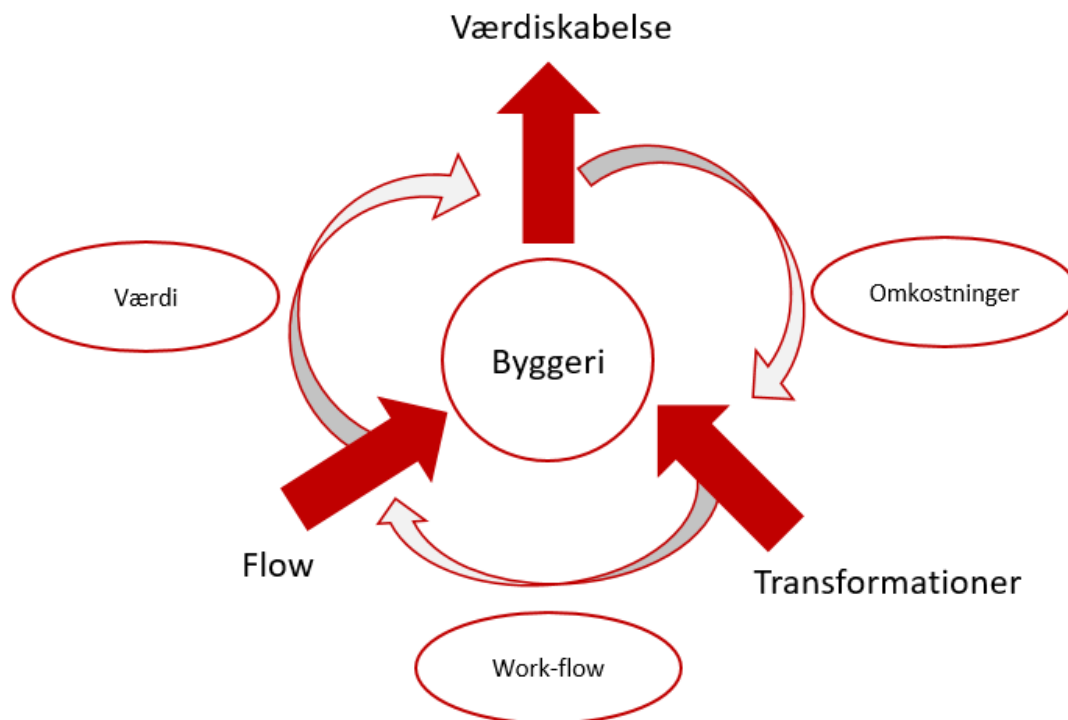 Værdiskabelse
Værdi
Omkostninger
Byggeri
Flow
Transformationer
Work-flow